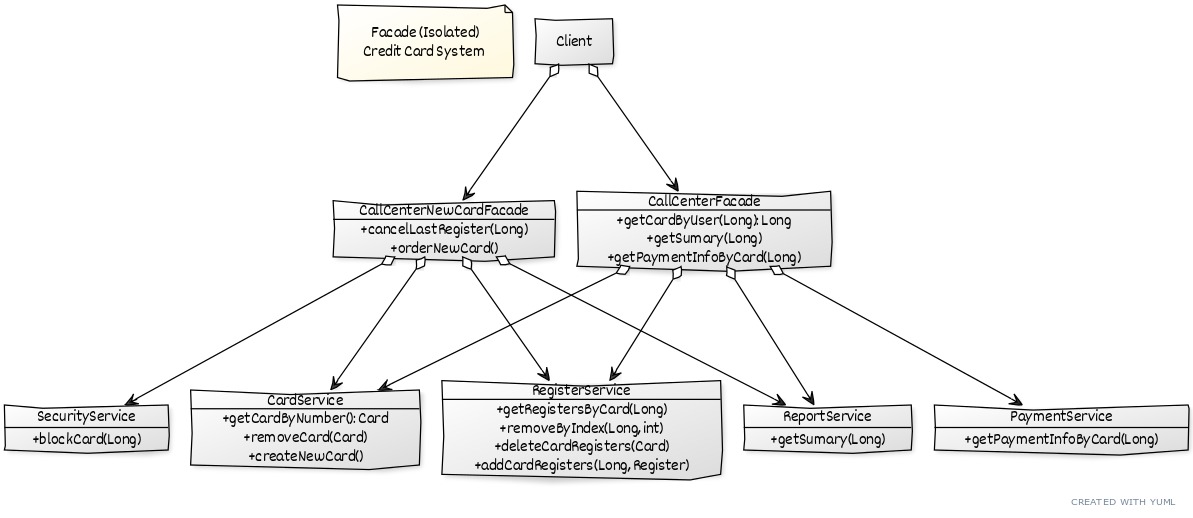 Facade (Isolated)
Credit Card System
Client
CallCenterNewCardFacade
+cancelLastRegister(Long)
+orderNewCard()
CallCenterFacade
+getCardByUser(Long): Long
+getSumary(Long)
+getPaymentInfoByCard(Long)
SecurityService
+blockCard(Long)
CardService
+getCardByNumber(): Card
+removeCard(Card)
+createNewCard()
RegisterService
+getRegistersByCard(Long)
+removeByIndex(Long, int)
+deleteCardRegisters(Card)
+addCardRegisters(Long, Register)
ReportService
+getSumary(Long)
PaymentService
+getPaymentInfoByCard(Long)
CREATED WITH YUML